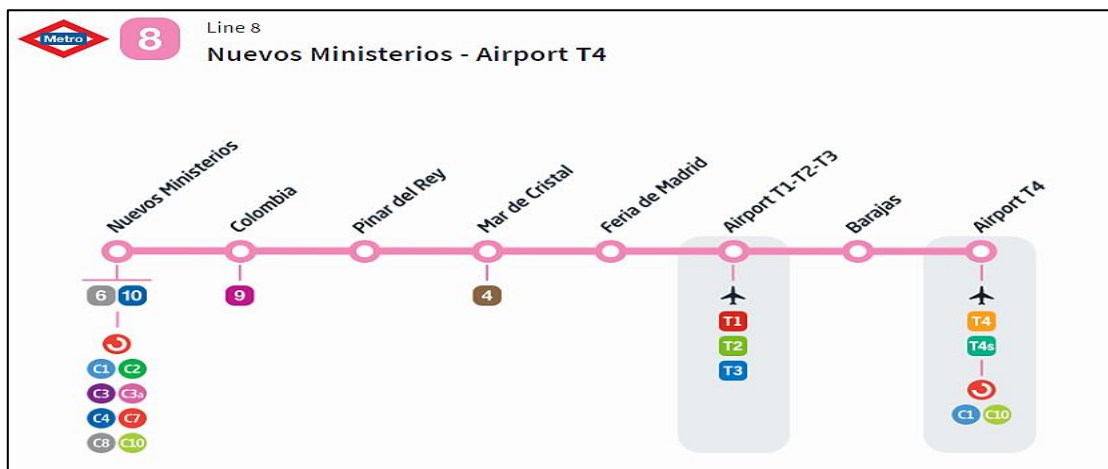 Metro
8
Line 8
Nuevos Ministerios - Airport T4
Nuevos Ministerios
Colombia
Pinar del Rey
Mar de Cristal
Feria de Madrid
Airport T1-T2-T3
Barajas
Airport T4
6 10
9
4
T1
T2
T3
T4
T4s
C1 C2
C3 C3a
C4 C7
C8 C10
C1 C10